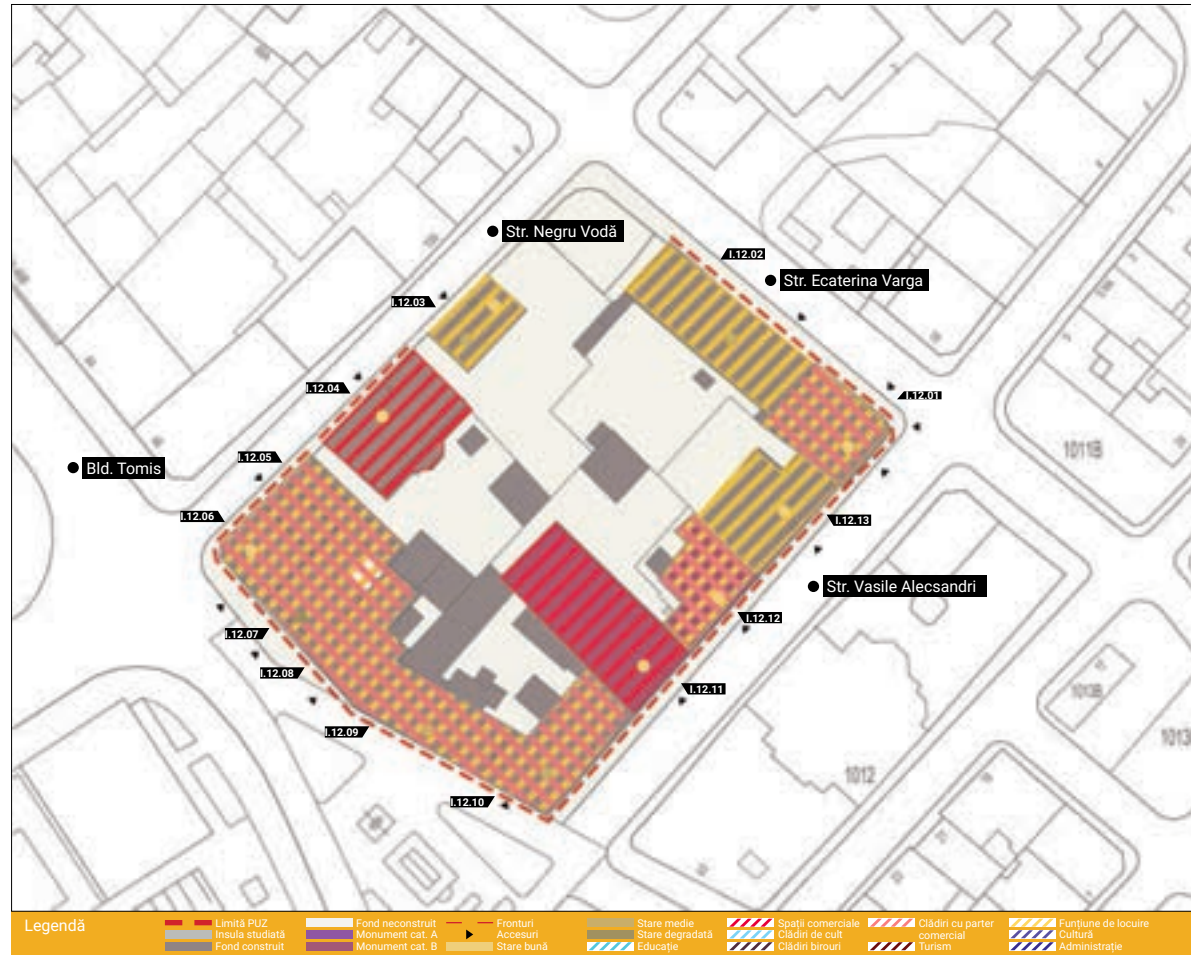 Str. Negru Vodă
I.12.02
Str. Ecaterina Varga
I.12.03
I.12.04
I.12.01
1011B
I.12.05
Bld. Tomis
I.12.06
I.12.13
Str. Vasile Alecsandri
I.12.12
I.12.07
I.12.08
I.12.11
1013B
I.12.09
1013
1012
I.12.10
Legendă
Limită PUZ
Insula studiată
Fond construit
Fond neconstruit
Monument cat. A
Monument cat. B
Fronturi
Accesuri
Stare bună
Stare medie
Stare degradată
Educație
Spații comerciale
Clădiri de cult
Clădiri birouri
Clădiri cu parter
comercial
Turism
Funțiune de locuire
Cultură
Administrație